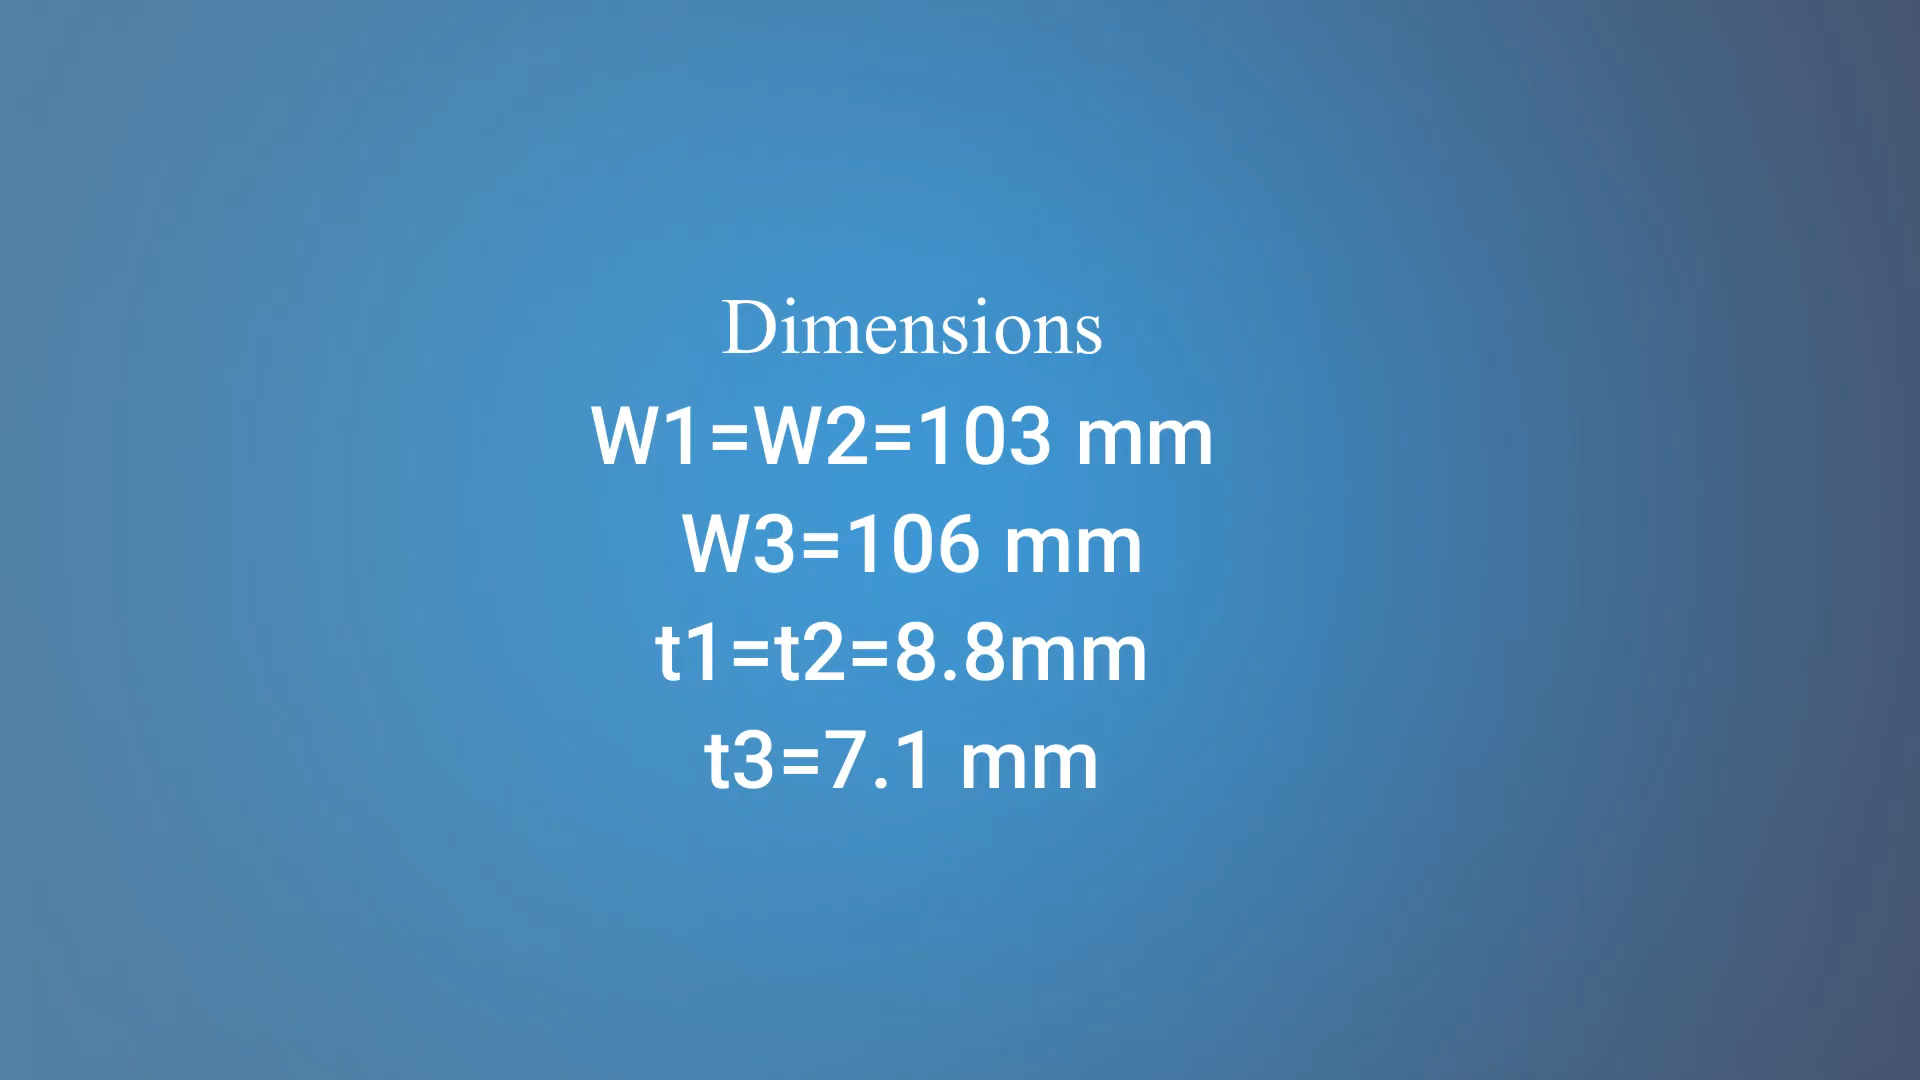 Dimensions
W1=W2=103 mm
W3=106 mm
t1=t2=8.8mm
t3=7.1 mm